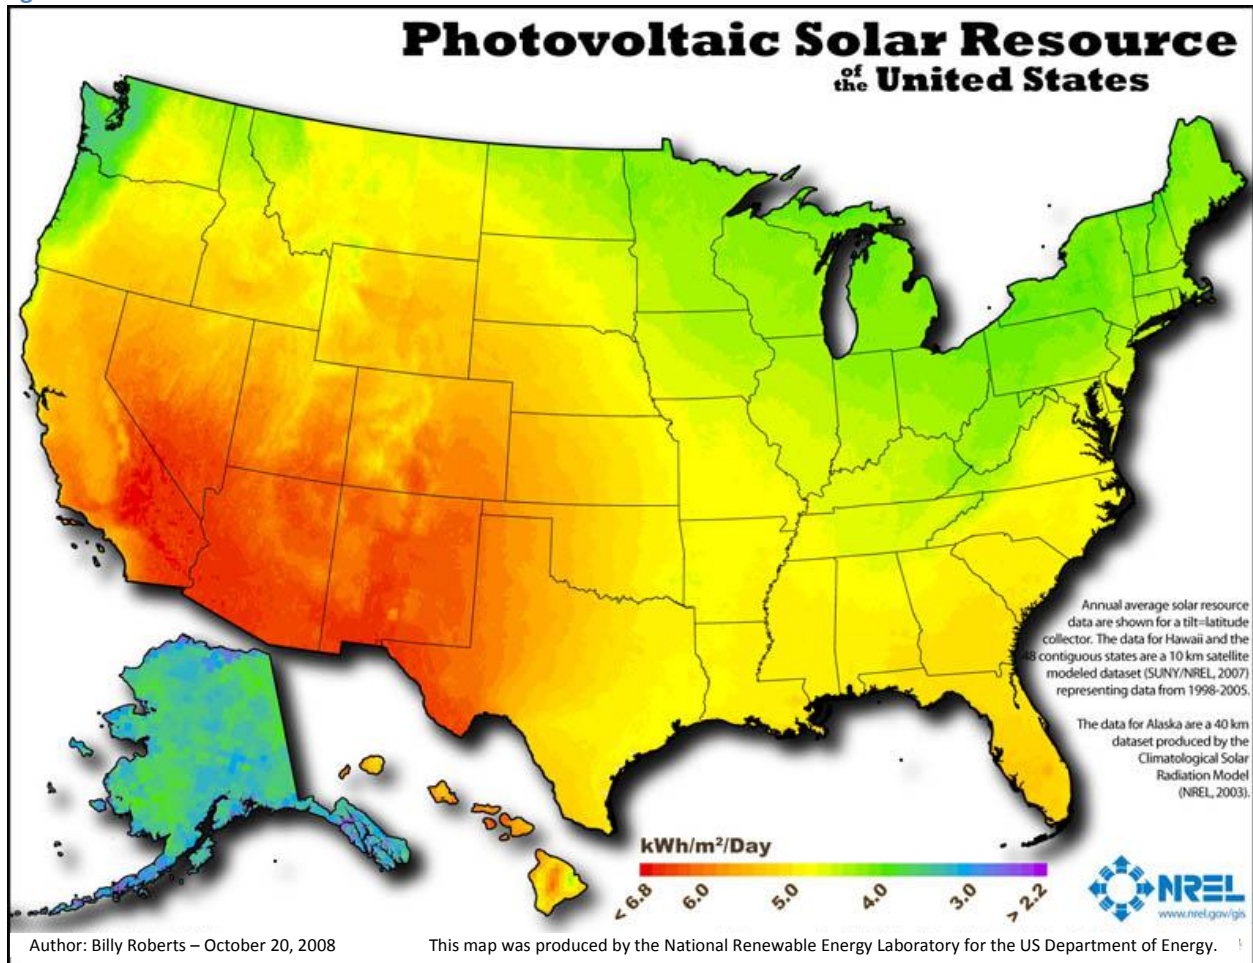 Photovoltaic Solar Resource
of the United States
Annual average solar resource
data are shown for a tilt=latitude
collector. The data for Hawaii and the
48 contiguous states are a 10 km satellite
modeled dataset (SUNY/NREL, 2007)
representing data from 1998-2005.
The data for Alaska are a 40 km
dataset produced by the
Climatological Solar
Radiation Model
(NREL, 2003).
kWh/m²/Day
< 6.8 6.0 5.0 4.0 3.0 > 2.2
NREL
www.nrel.gov/gis
Author: Billy Roberts – October 20, 2008 This map was produced by the National Renewable Energy Laboratory for the US Department of Energy.